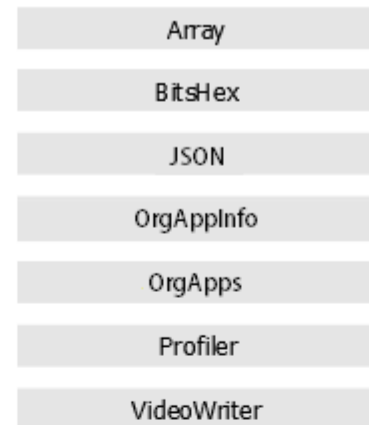 Array
BitsHex
JSON
OrgAppInfo
OrgApps
Profiler
VideoWriter